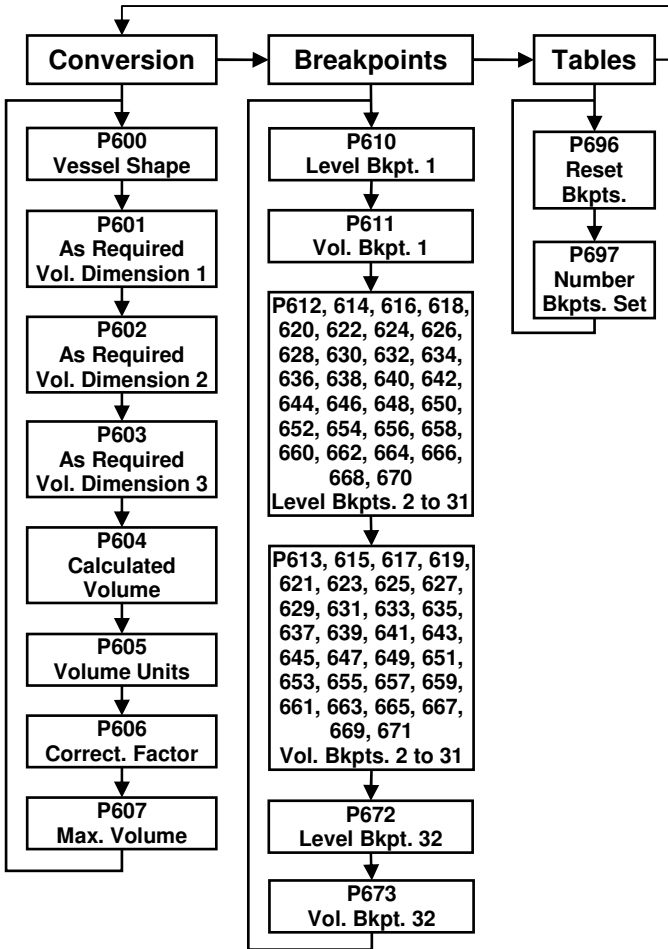 Conversion
Breakpoints
Tables
P600
Vessel Shape
P601
As Required
Vol. Dimension 1
P602
As Required
Vol. Dimension 2
P603
As Required
Vol. Dimension 3
P604
Calculated
Volume
P605
Volume Units
P606
Correct. Factor
P607
Max. Volume
P610
Level Bkpt. 1
P611
Vol. Bkpt. 1
P612, 614, 616, 618,
620, 622, 624, 626,
628, 630, 632, 634,
636, 638, 640, 642,
644, 646, 648, 650,
652, 654, 656, 658,
660, 662, 664, 666,
668, 670
Level Bkpts. 2 to 31
P613, 615, 617, 619,
621, 623, 625, 627,
629, 631, 633, 635,
637, 639, 641, 643,
645, 647, 649, 651,
653, 655, 657, 659,
661, 663, 665, 667,
669, 671
Vol. Bkpts. 2 to 31
P672
Level Bkpt. 32
P673
Vol. Bkpt. 32
P696
Reset
Bkpts.
P697
Number
Bkpts. Set